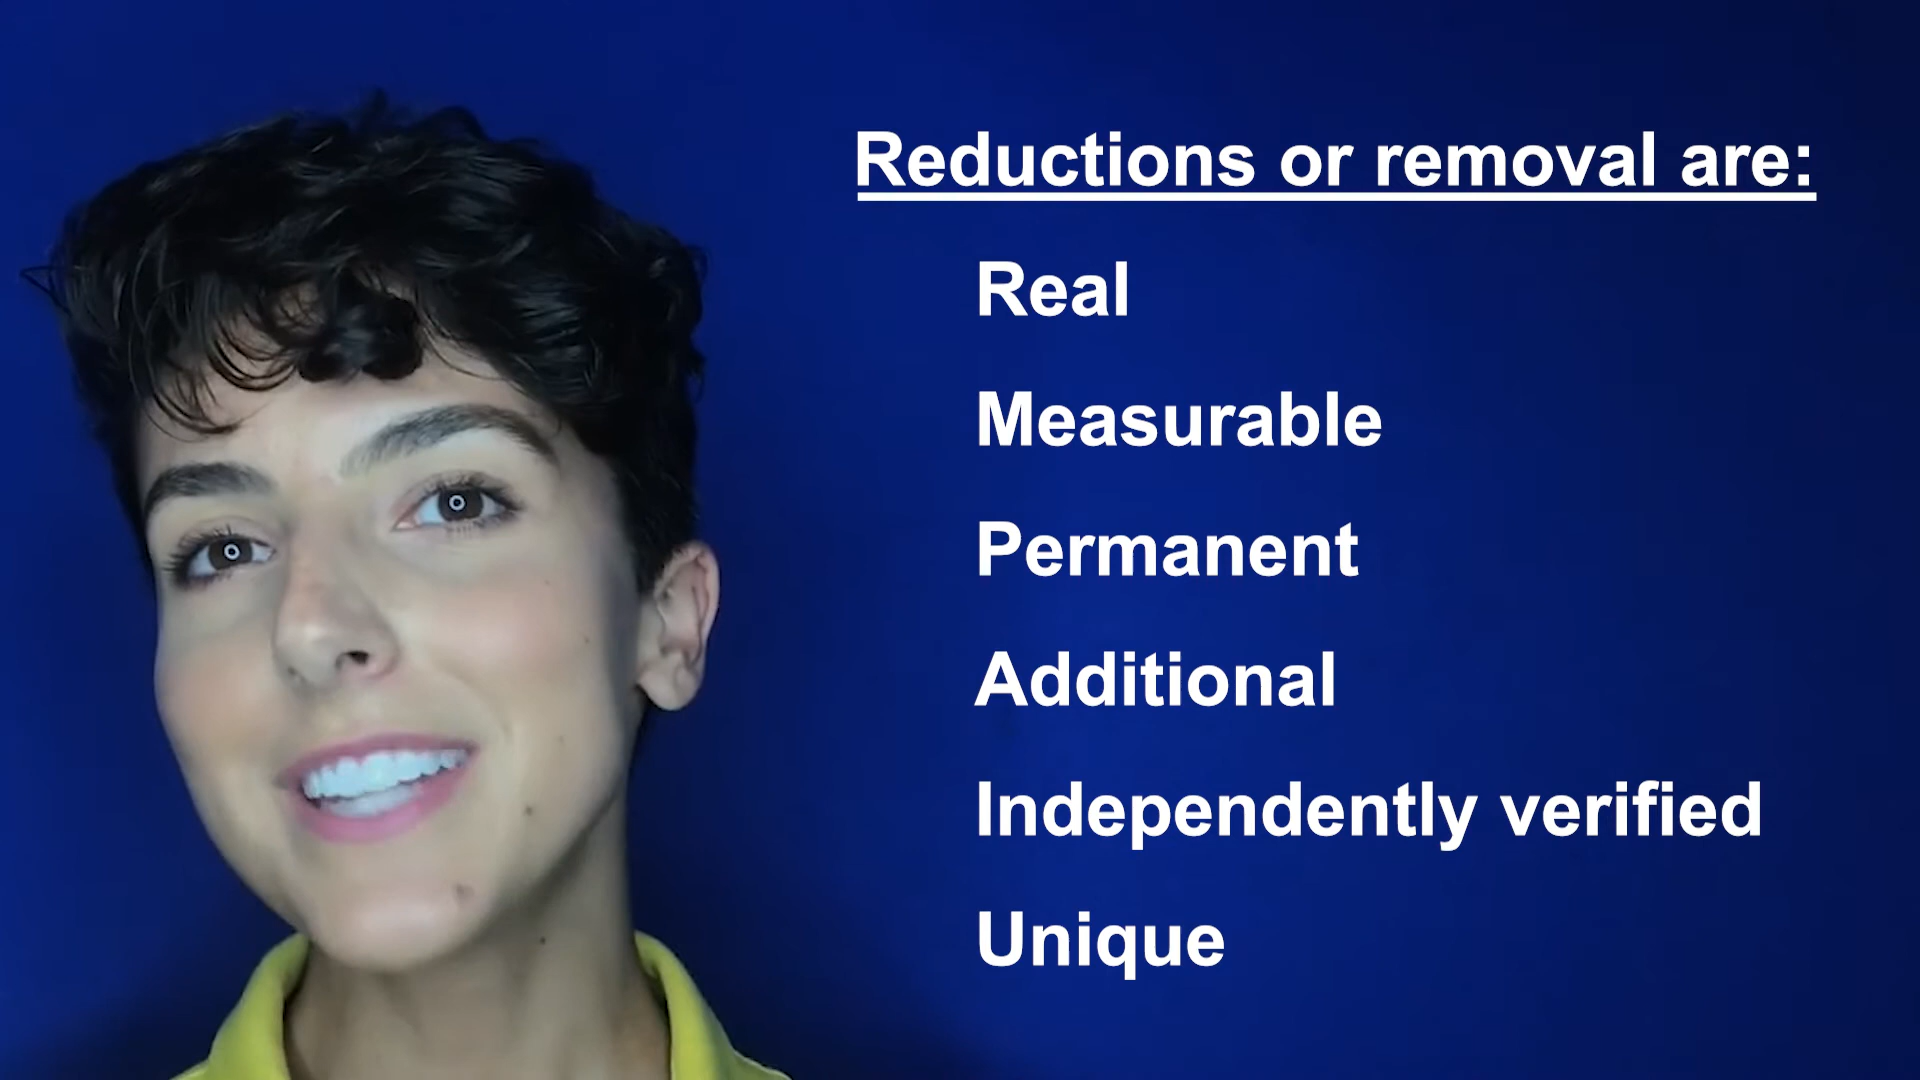 Reductions or removal are:
Real
Measurable
Permanent
Additional
Independently verified
Unique